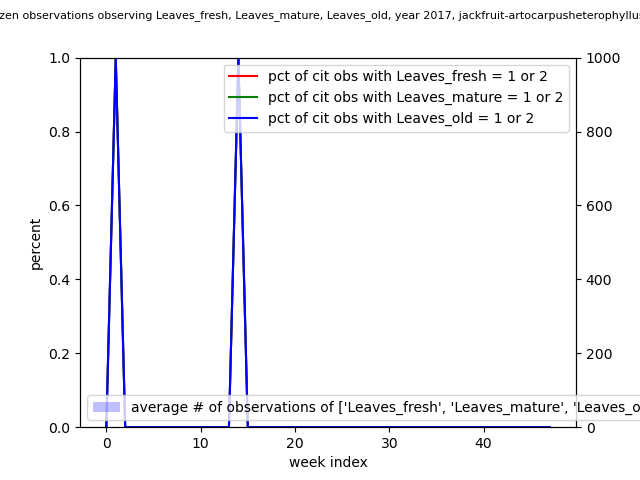 zen observations observing Leaves_fresh, Leaves_mature, Leaves_old, year 2017, jackfruit-artocarpusheterophyllus
1.0
0.8
0.6
0.4
0.2
0.0
percent
1000
800
600
400
200
0
pct of cit obs with Leaves_fresh = 1 or 2
pct of cit obs with Leaves_mature = 1 or 2
pct of cit obs with Leaves_old = 1 or 2
average # of observations of ['Leaves_fresh', 'Leaves_mature', 'Leaves_o
0 10 20 30 40
week index